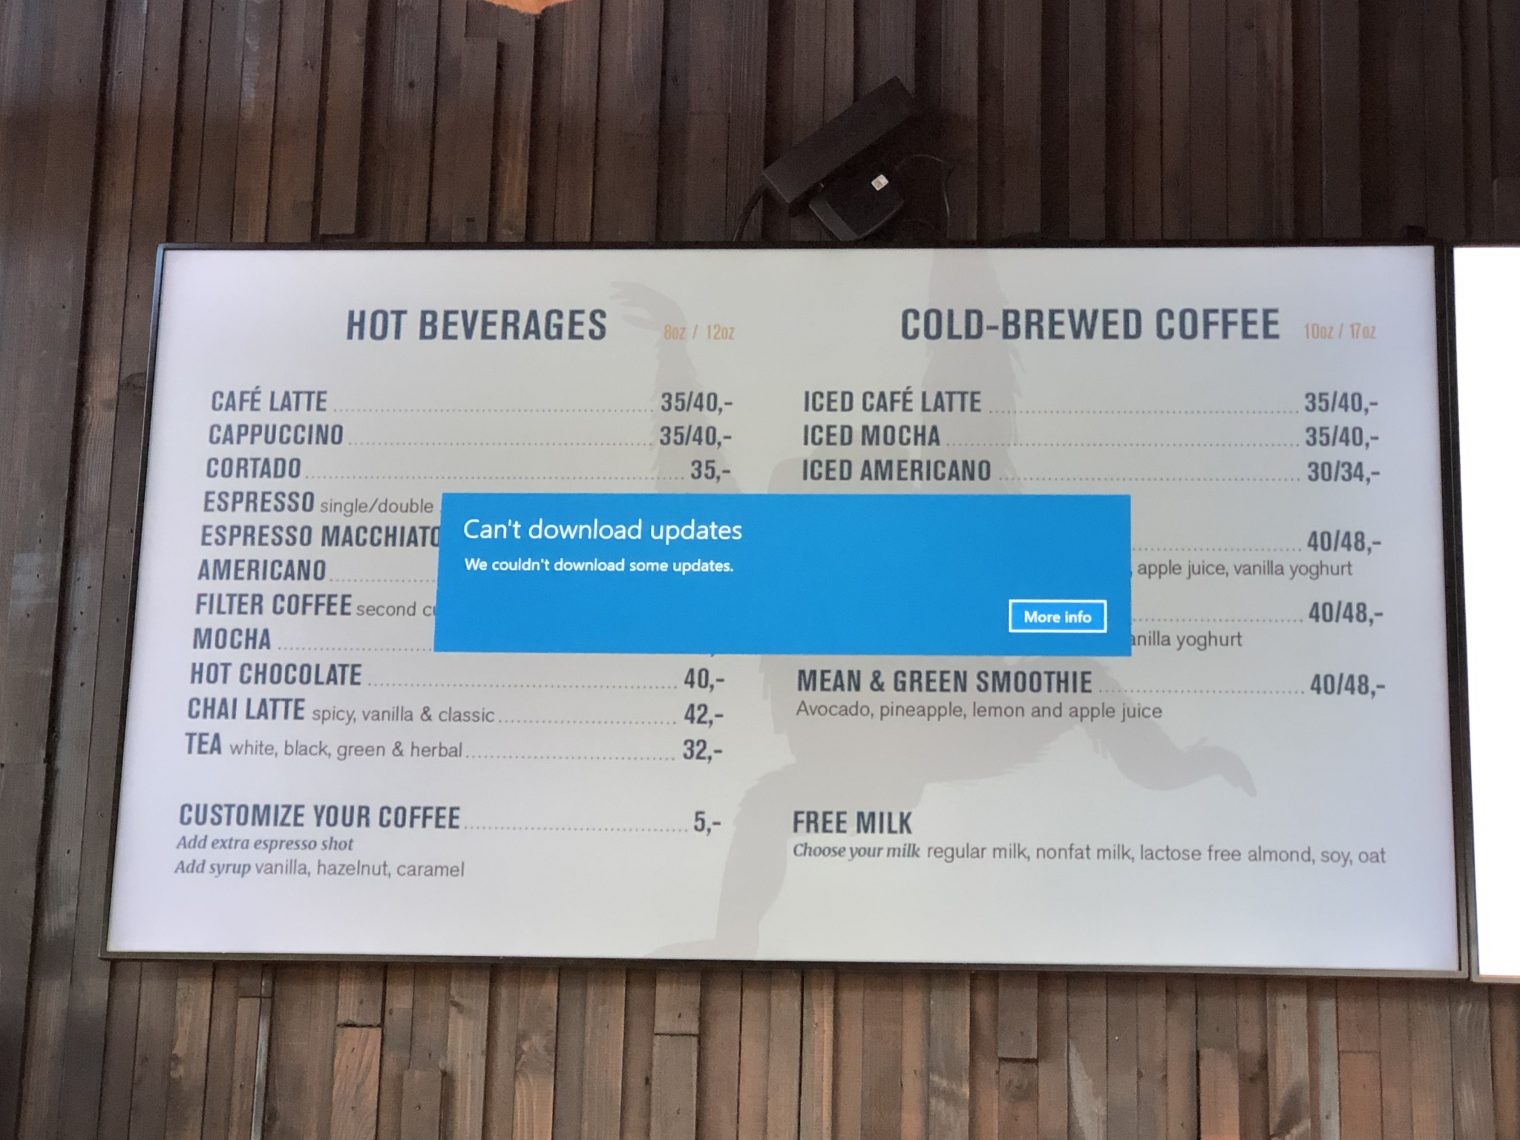 HOT BEVERAGES 8oz / 12oz
CAFÉ LATTE 35/40,-
CAPPUCCINO 35/40,-
CORTADO 35,-
ESPRESSO single/double
ESPRESSO MACCHIATO
AMERICANO
FILTER COFFEE second
MOCHA
HOT CHOCOLATE 40,-
CHAI LATTE spicy, vanilla & classic 42,-
TEA white, black, green & herbal 32,-
CUSTOMIZE YOUR COFFEE 5,-
Add extra espresso shot
Add syrup vanilla, hazelnut, caramel
Can't download updates
We couldn't download some updates.
More info
COLD-BREWED COFFEE 10oz / 17oz
ICED CAFÉ LATTE 35/40,-
ICED MOCHA 35/40,-
ICED AMERICANO 30/34,-
40/48,-
, apple juice, vanilla yoghurt
40/48,-
anilla yoghurt
MEAN & GREEN SMOOTHIE 40/48,-
Avocado, pineapple, lemon and apple juice
FREE MILK
Choose your milk regular milk, nonfat milk, lactose free almond, soy, oat